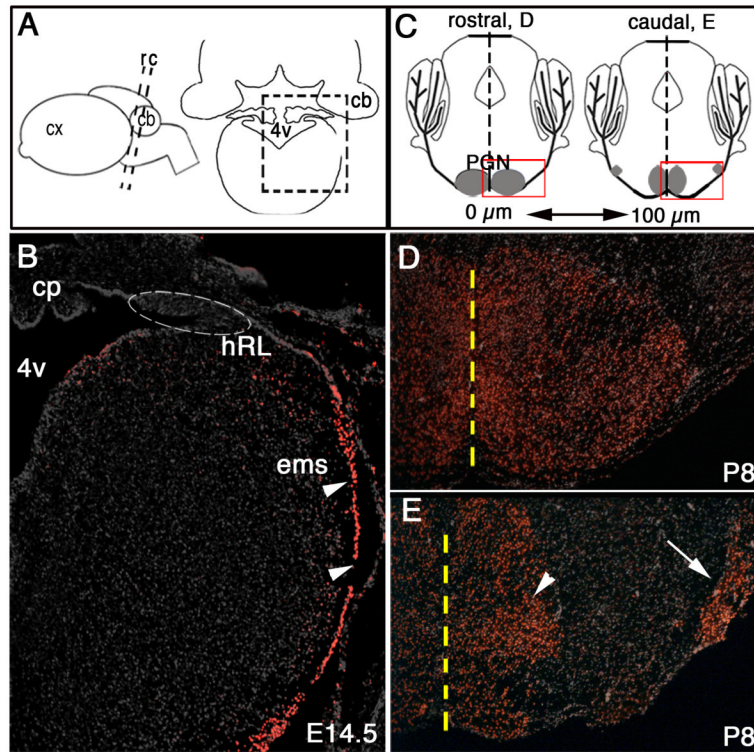 A
r c
cx
cb
4v
cb
C
rostral, D
caudal, E
PGN
0 µm
100 µm
B
cp
hRL
4v
ems
E14.5
D
P8
E
P8